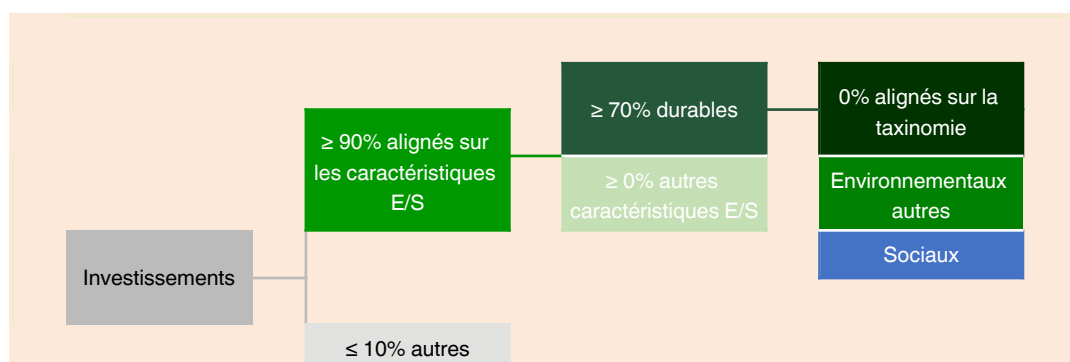 Investissements
≥ 90% alignés sur
les caractéristiques
E/S
≤ 10% autres
≥ 70% durables
≥ 0% autres
caractéristiques E/S
0% alignés sur la
taxinomie
Environnementaux
autres
Sociaux